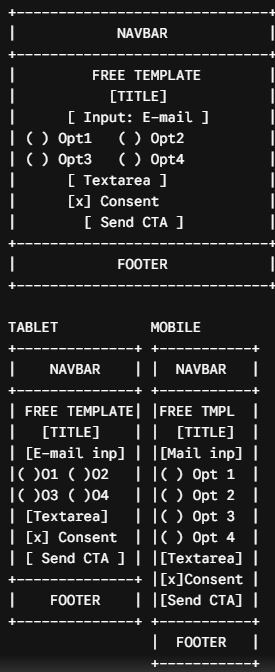 +------------------------------+
|            NAVBAR            |
+------------------------------+
|         FREE TEMPLATE        |
|           [TITLE]            |
|      [ Input: E-mail ]       |
| ( ) Opt1   ( ) Opt2          |
| ( ) Opt3   ( ) Opt4          |
|      [ Textarea ]            |
|      [x] Consent             |
|        [ Send CTA ]          |
+------------------------------+
|            FOOTER            |
+------------------------------+
TABLET           MOBILE
+--------------+ +-----------+
|    NAVBAR    | |  NAVBAR   |
+--------------+ +-----------+
| FREE TEMPLATE| |FREE TMPL  |
|   [TITLE]    | |  [TITLE]  |
| [E-mail inp] | |[Mail inp] |
|( )O1 ( )O2   | |( ) Opt 1  |
|( )O3 ( )O4   | |( ) Opt 2  |
| [Textarea]   | |( ) Opt 3  |
| [x] Consent  | |( ) Opt 4  |
| [ Send CTA ] | |[Textarea] |
+--------------+ |[x]Consent |
|    FOOTER    | |[Send CTA] |
+--------------+ +-----------+
|  FOOTER   |
+-----------+